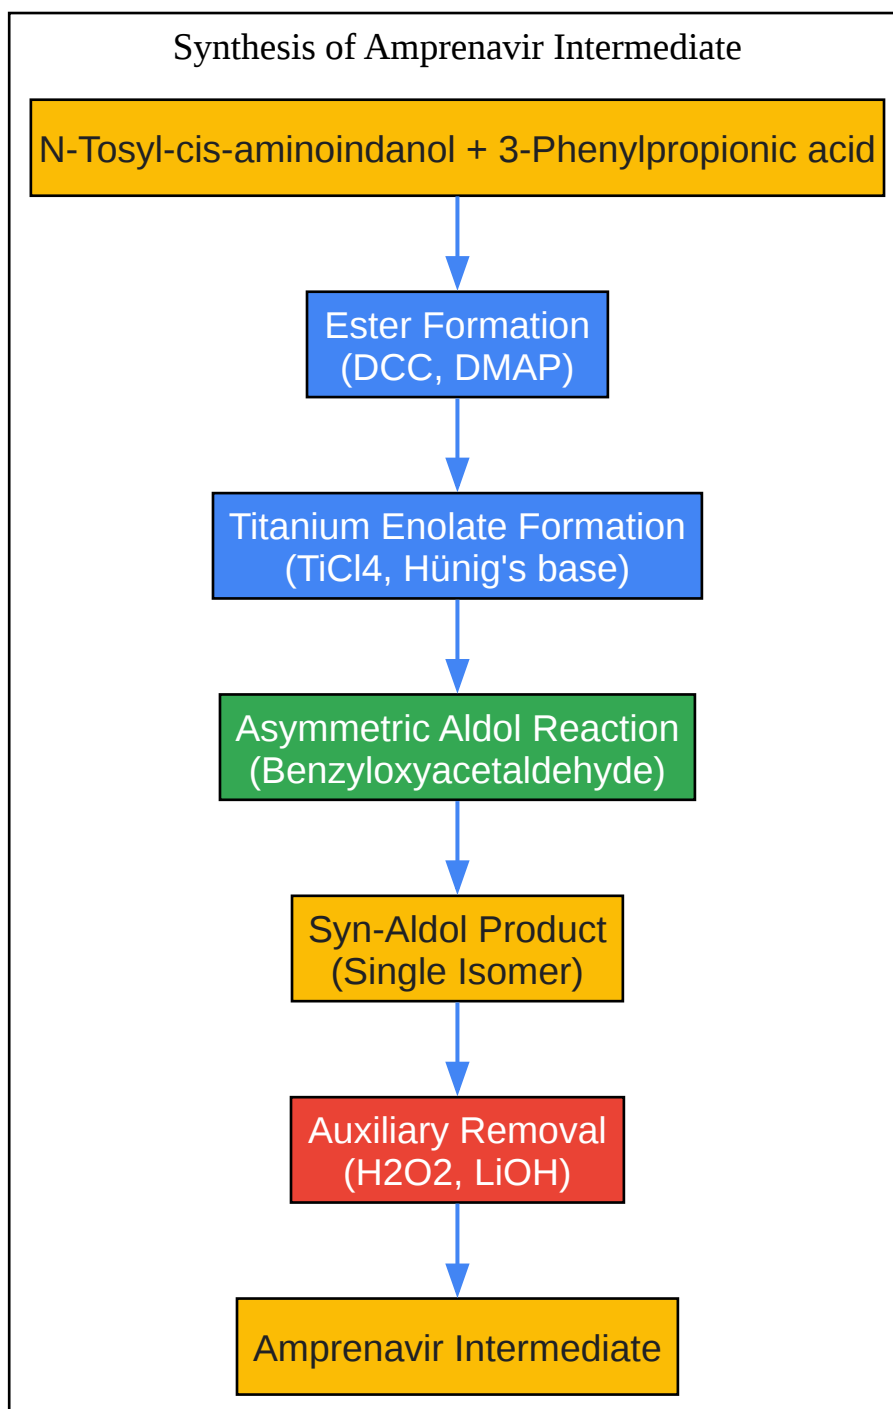 Synthesis of Amprenavir Intermediate
N-Tosyl-cis-aminoindanol + 3-Phenylpropionic acid
Ester Formation
(DCC, DMAP)
Titanium Enolate Formation
(TiCl4, Hünig's base)
Asymmetric Aldol Reaction
(Benzyloxyacetaldehyde)
Syn-Aldol Product
(Single Isomer)
Auxiliary Removal
(H2O2, LiOH)
Amprenavir Intermediate